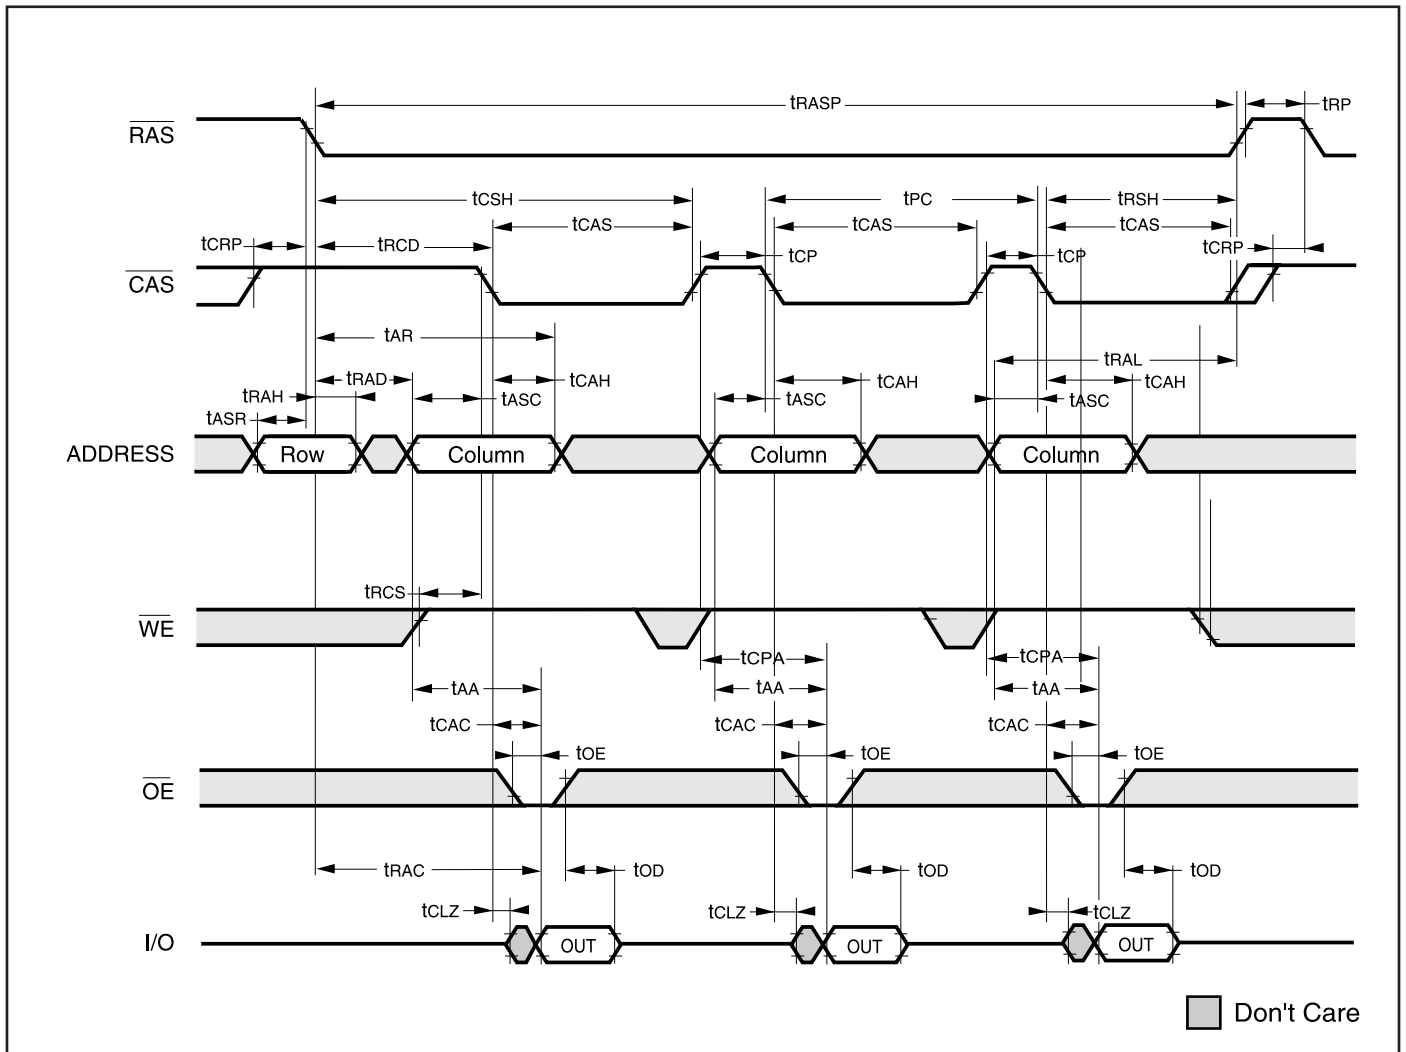 tRASP
tRP
RAS
tCSH
tPC
tRSH
tCAS
tCAS
tCAS
tCRP
tRCD
tCP
tCP
tCRP
CAS
tAR
tRAL
tRAD
tCAH
tCAH
tCAH
tRAH
tASC
tASC
tASC
tASR
ADDRESS
Row
Column
Column
Column
tRCS
WE
tCPA
tCPA
tAA
tAA
tAA
tCAC
tCAC
tCAC
tOE
tOE
tOE
OE
tRAC
tOD
tOD
tOD
tCLZ
tCLZ
tCLZ
I/O
OUT
OUT
OUT
Don't Care